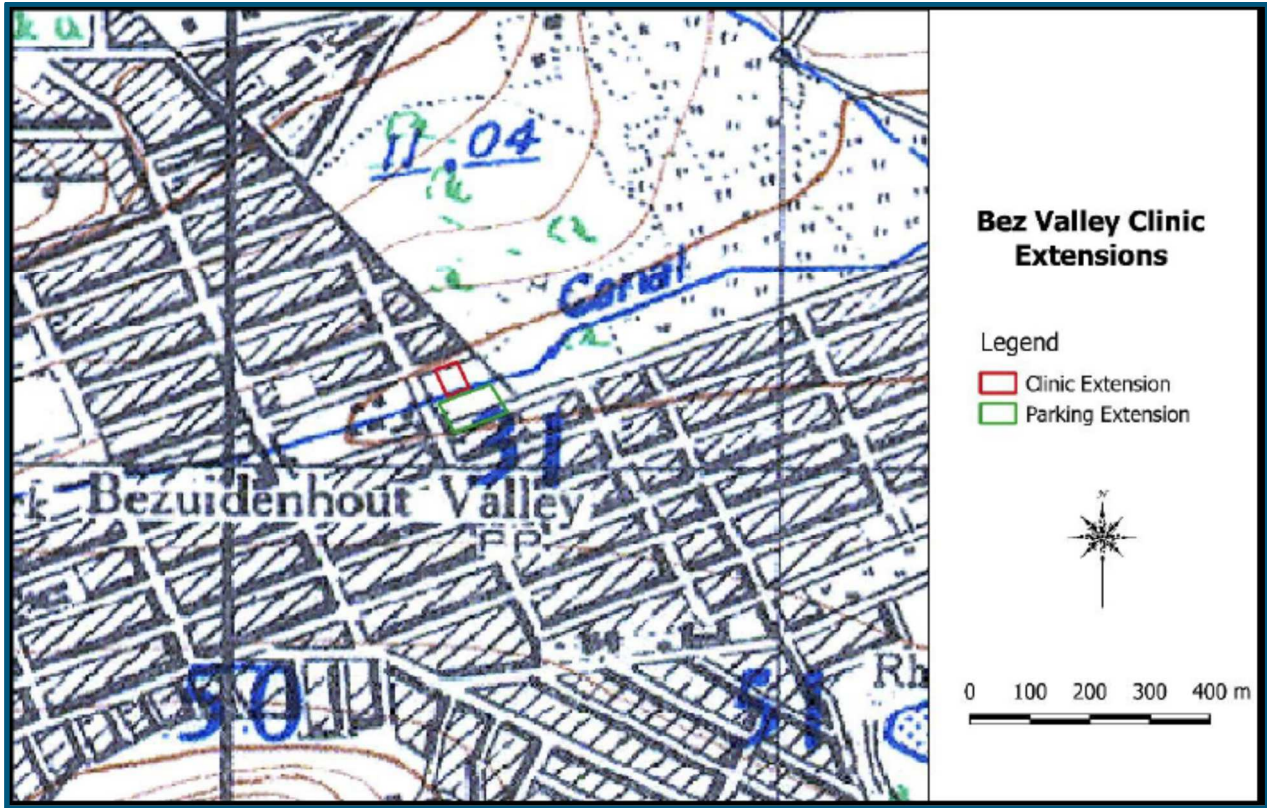 11.04
Canal
31
Bezuidenhout Valley
P.P.
50
51
Rh
Bez Valley Clinic
Extensions
Legend
Clinic Extension
Parking Extension
N
0 100 200 300 400 m